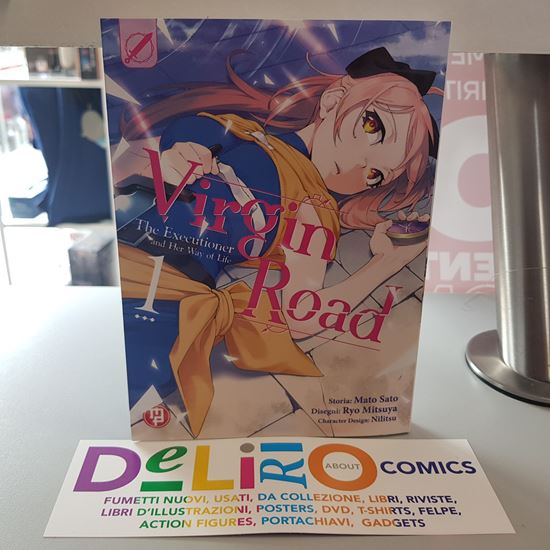 Virgin
The Executioner
and Her Way of Life
Road
1
Storia: Mato Sato
Disegni: Ryo Mitsuya
Character Design: Nilitsu
DeLiRiO ABOUT COMICS
FUMETTI NUOVI, USATI, DA COLLEZIONE, LIBRI, RIVISTE,
LIBRI D'ILLUSTRAZIONI, POSTERS, DVD, T-SHIRTS, FELPE,
ACTION FIGURES, PORTACHIAVI, GADGETS